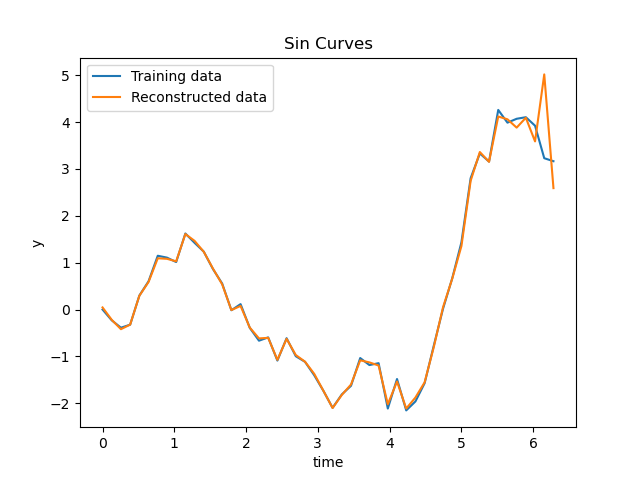 Sin Curves
Training data
Reconstructed data
5
4
3
2
1
0
−1
−2
y
0 1 2 3 4 5 6
time